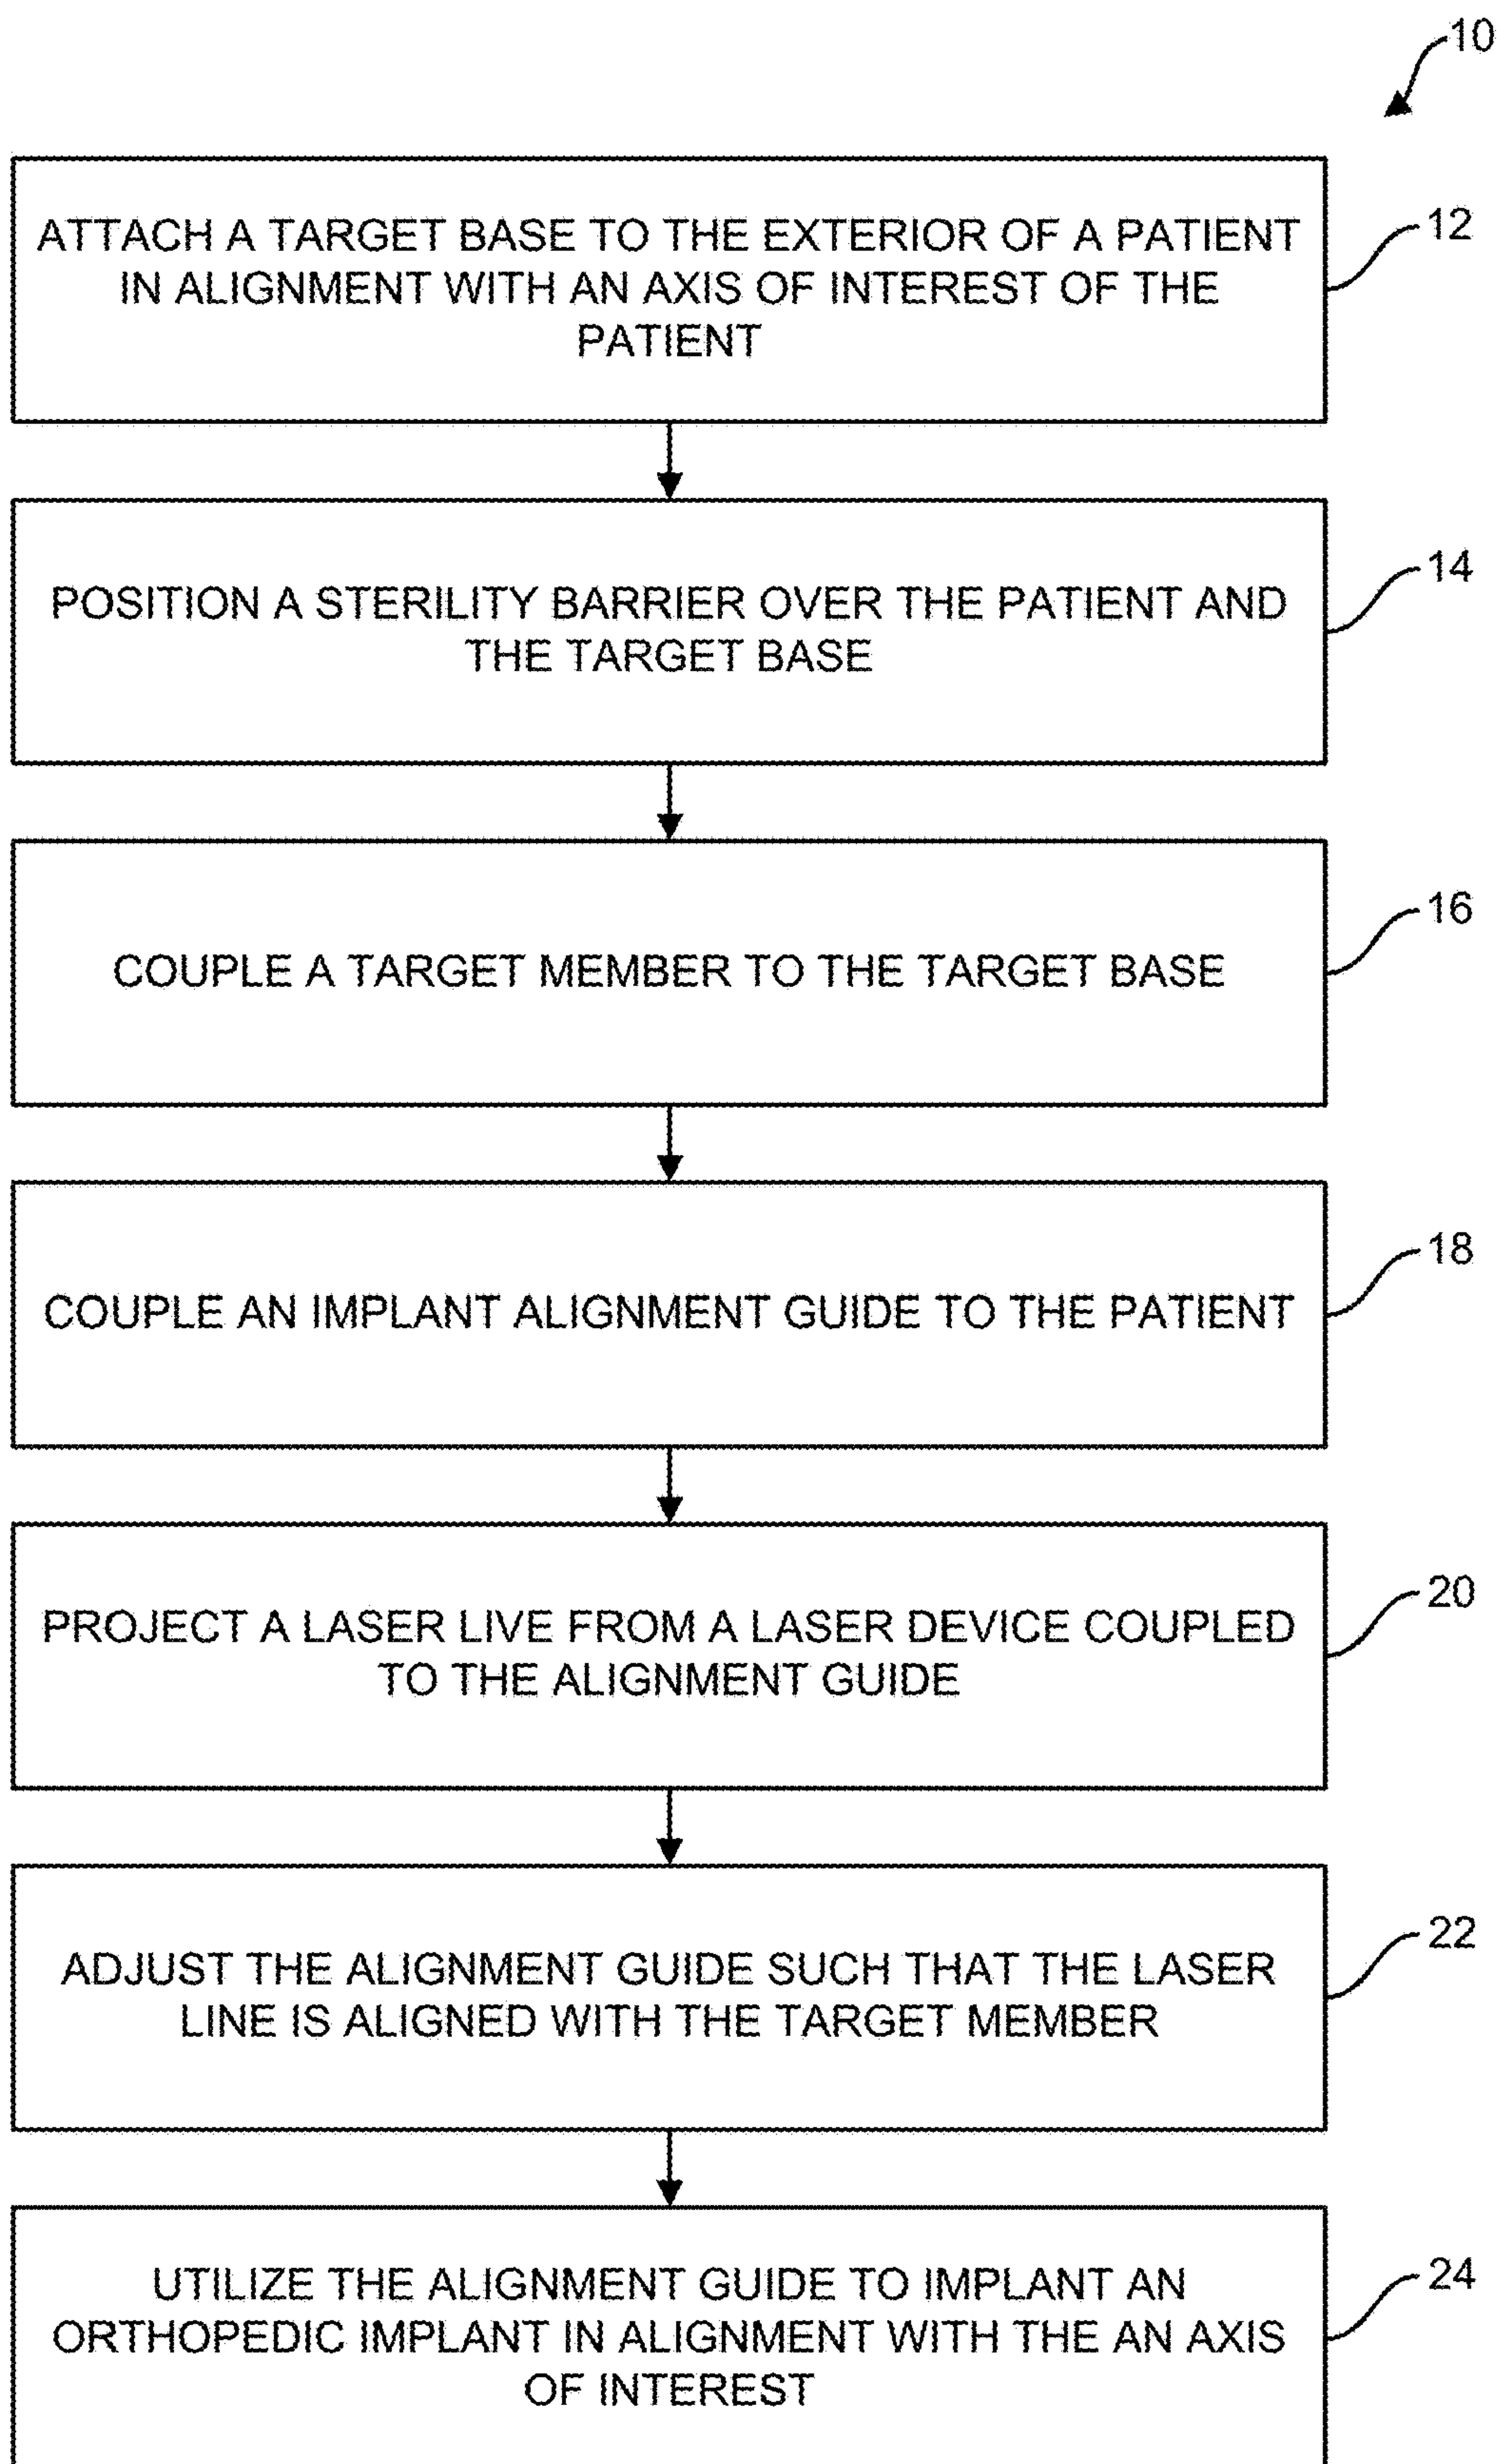 10
ATTACH A TARGET BASE TO THE EXTERIOR OF A PATIENT
IN ALIGNMENT WITH AN AXIS OF INTEREST OF THE
PATIENT
12
POSITION A STERILITY BARRIER OVER THE PATIENT AND
THE TARGET BASE
14
COUPLE A TARGET MEMBER TO THE TARGET BASE
16
COUPLE AN IMPLANT ALIGNMENT GUIDE TO THE PATIENT
18
PROJECT A LASER LIVE FROM A LASER DEVICE COUPLED
TO THE ALIGNMENT GUIDE
20
ADJUST THE ALIGNMENT GUIDE SUCH THAT THE LASER
LINE IS ALIGNED WITH THE TARGET MEMBER
22
UTILIZE THE ALIGNMENT GUIDE TO IMPLANT AN
ORTHOPEDIC IMPLANT IN ALIGNMENT WITH THE AN AXIS
OF INTEREST
24